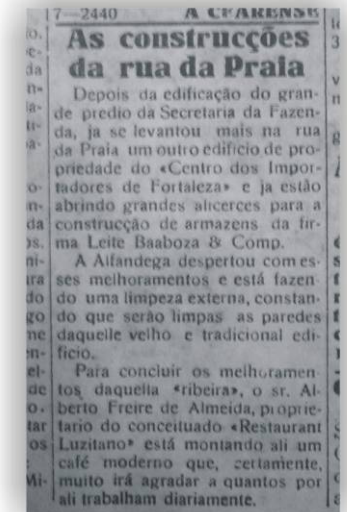 7—2440 A CEARENSE
As construcções
da rua da Praia
Depois da edificação do gran-
de predio da Secretaria da Fazen-
da, ja se levantou mais na rua
da Praia um outro edificio de pro-
priedade do «Centro dos Impor-
tadores de Fortaleza» e ja estão
abrindo grandes alicerces para a
construcção de armazens da fir-
ma Leite Baaboza & Comp.
A Alfandega despertou com es-
ses melhoramentos e está fazen-
do uma limpeza externa, constan-
do que serão limpas as paredes
daquelle velho e tradicional edi-
ficio.
Para concluir os melhoramen-
tos daquella «ribeira», o sr. Al-
berto Freire de Almeida, proprie-
tario do conceituado «Restaurant
Luzitano» está montando ali um
café moderno que, certamente,
muito irá agradar a quantos por
ali trabalham diariamente.